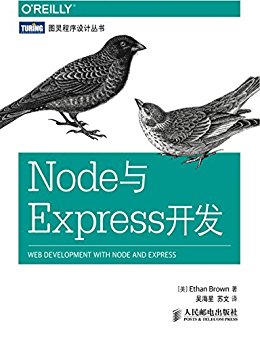 O'REILLY®
TURING 图灵程序设计丛书
Node与
Express开发
WEB DEVELOPMENT WITH NODE AND EXPRESS
[美] Ethan Brown 著
吴海星 苏文 译
人民邮电出版社
POSTS & TELECOM PRESS